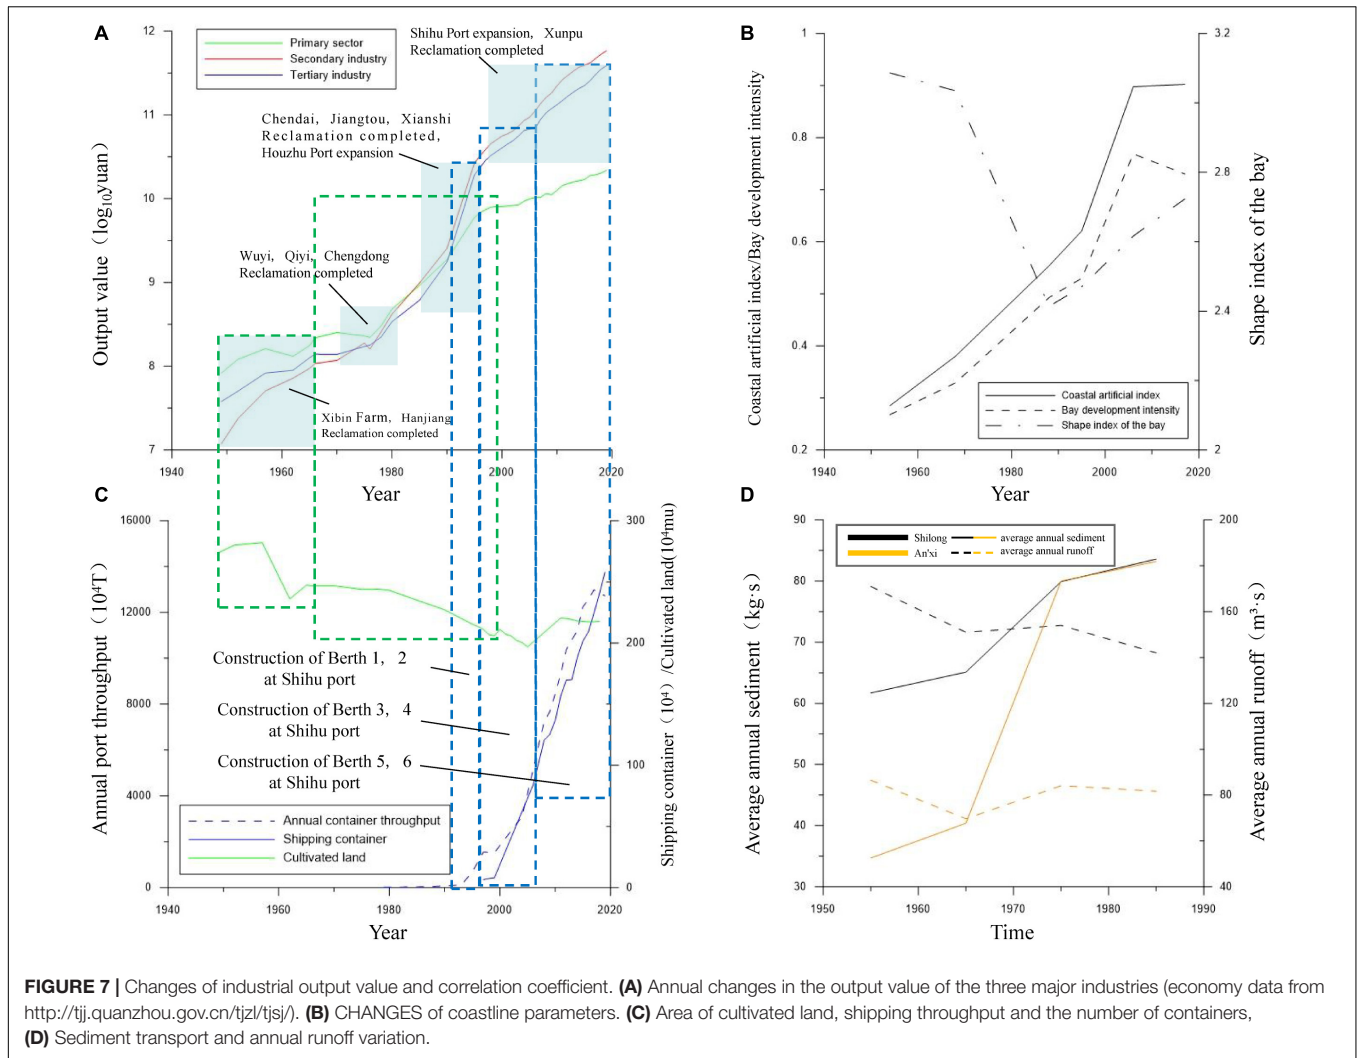 A
Primary sector
Secondary industry
Tertiary industry
Shihu Port expansion, Xunpu
Reclamation completed
Chendai, Jiangtou, Xianshi
Reclamation completed,
Houzhu Port expansion
Wuyi, Qiyi, Chengdong
Reclamation completed
Xibin Farm, Hanjiang
Reclamation completed
Output value (log10yuan)
12
11
10
9
8
7
1940
1960
1980
2000
2020
Year
B
Coastal artificial index/Bay development intensity
1
0.8
0.6
0.4
0.2
3.2
2.8
2.4
2
Shape index of the bay
Coastal artificial index
Bay development intensity
Shape index of the bay
1940
1960
1980
2000
2020
Year
C
Annual port throughput (10⁴T)
16000
12000
8000
4000
0
300
200
100
0
Shipping container (10⁴) /Cultivated land(10⁴mu)
Construction of Berth 1, 2
at Shihu port
Construction of Berth 3, 4
at Shihu port
Construction of Berth 5, 6
at Shihu port
Annual container throughput
Shipping container
Cultivated land
1940
1960
1980
2000
2020
Year
D
Average annual sediment (kg·s)
90
80
70
60
50
40
30
200
160
120
80
40
Average annual runoff (m³·s)
Shilong
An'xi
average annual sediment
average annual runoff
1950
1960
1970
1980
1990
Time
FIGURE 7 | Changes of industrial output value and correlation coefficient. (A) Annual changes in the output value of the three major industries (economy data from
http://tjj.quanzhou.gov.cn/tjzl/tjsj/). (B) CHANGES of coastline parameters. (C) Area of cultivated land, shipping throughput and the number of containers,
(D) Sediment transport and annual runoff variation.